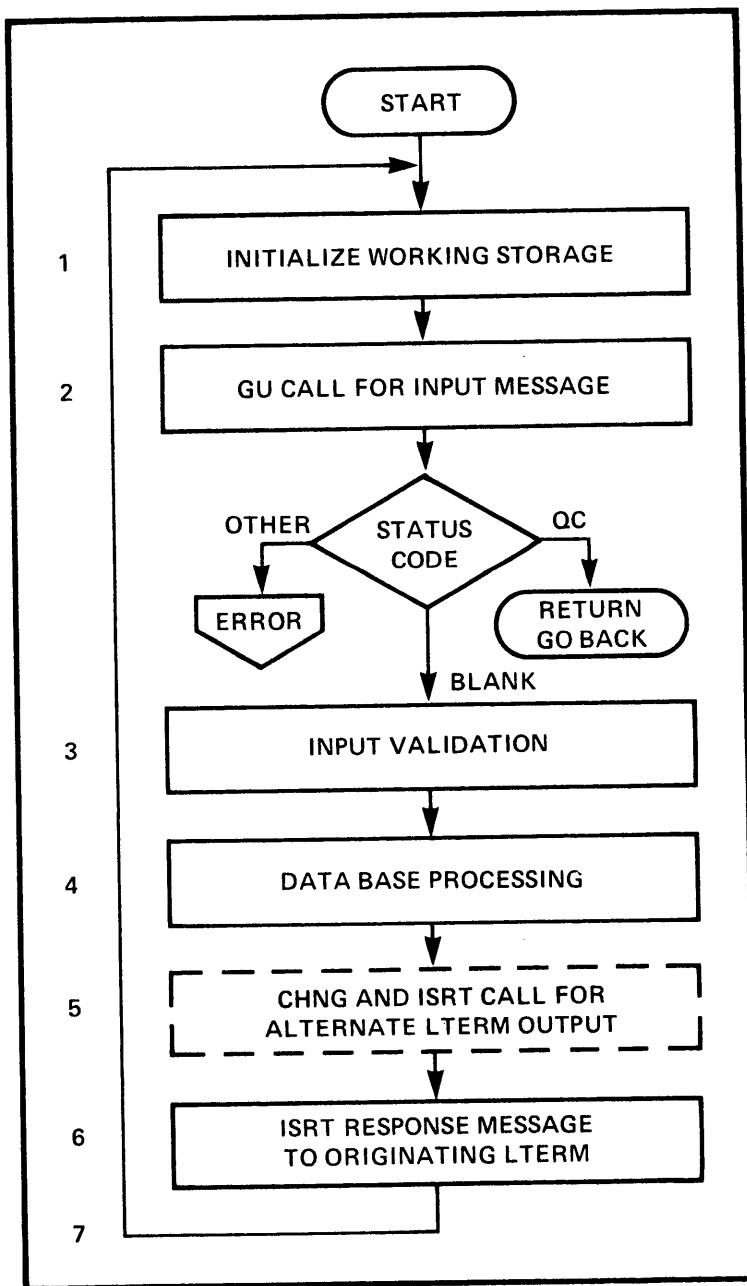 START
1
INITIALIZE WORKING STORAGE
2
GU CALL FOR INPUT MESSAGE
OTHER
STATUS
CODE
QC
ERROR
RETURN
GO BACK
BLANK
3
INPUT VALIDATION
4
DATA BASE PROCESSING
5
CHNG AND ISRT CALL FOR
ALTERNATE LTERM OUTPUT
6
ISRT RESPONSE MESSAGE
TO ORIGINATING LTERM
7